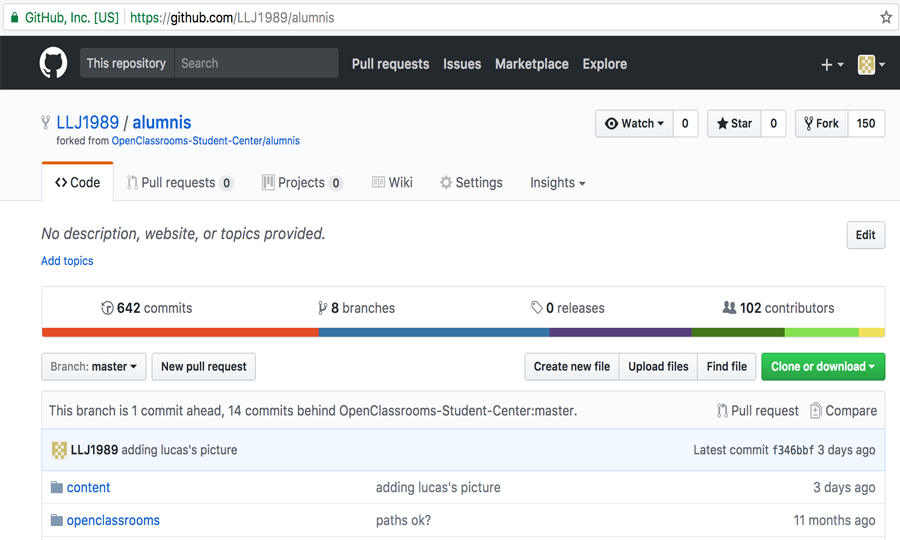 GitHub, Inc. [US] https://github.com/LLJ1989/alumnis
This repository Search Pull requests Issues Marketplace Explore
LLJ1989 / alumnis Watch 0 Star 0 Fork 150
forked from OpenClassrooms-Student-Center/alumnis
Code Pull requests 0 Projects 0 Wiki Settings Insights
No description, website, or topics provided. Edit
Add topics
642 commits 8 branches 0 releases 102 contributors
Branch: master New pull request Create new file Upload files Find file Clone or download
This branch is 1 commit ahead, 14 commits behind OpenClassrooms-Student-Center:master. Pull request Compare
LLJ1989 adding lucas's picture Latest commit f346bbf 3 days ago
content adding lucas's picture 3 days ago
openclassrooms paths ok? 11 months ago